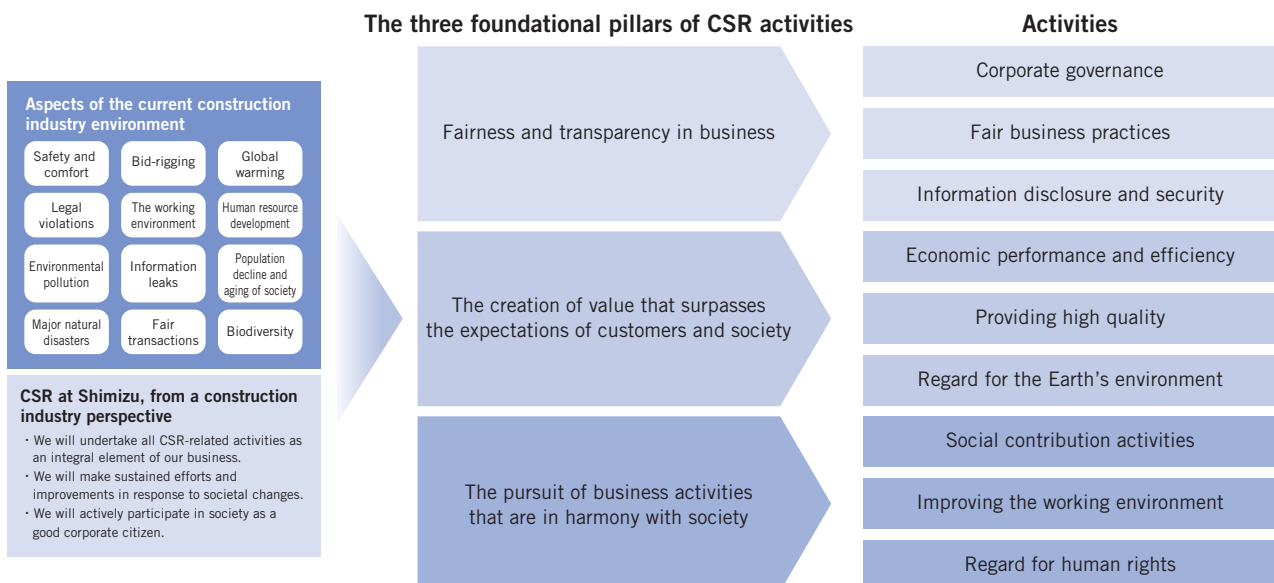 The three foundational pillars of CSR activities
Activities
Aspects of the current construction
industry environment
Safety and
comfort
Bid-rigging
Global
warming
Legal
violations
The working
environment
Human resource
development
Environmental
pollution
Information
leaks
Population
decline and
aging of society
Major natural
disasters
Fair
transactions
Biodiversity
CSR at Shimizu, from a construction
industry perspective
・We will undertake all CSR-related activities as
an integral element of our business.
・We will make sustained efforts and
improvements in response to societal changes.
・We will actively participate in society as a
good corporate citizen.
Fairness and transparency in business
Corporate governance
Fair business practices
Information disclosure and security
The creation of value that surpasses
the expectations of customers and society
Economic performance and efficiency
Providing high quality
Regard for the Earth’s environment
The pursuit of business activities
that are in harmony with society
Social contribution activities
Improving the working environment
Regard for human rights